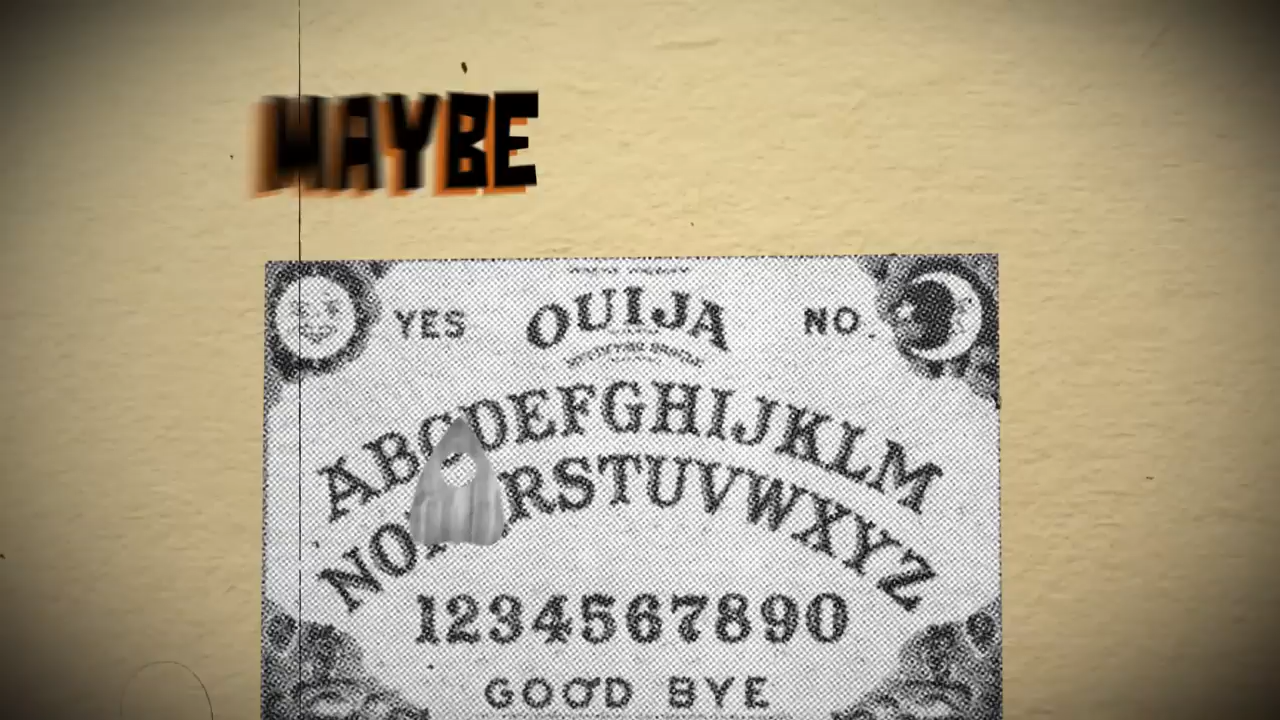 MAYBE
YES OUIJA NO
ABCDEFGHIJKLM
NO RSTUVWXYZ
1234567890
GOOD BYE